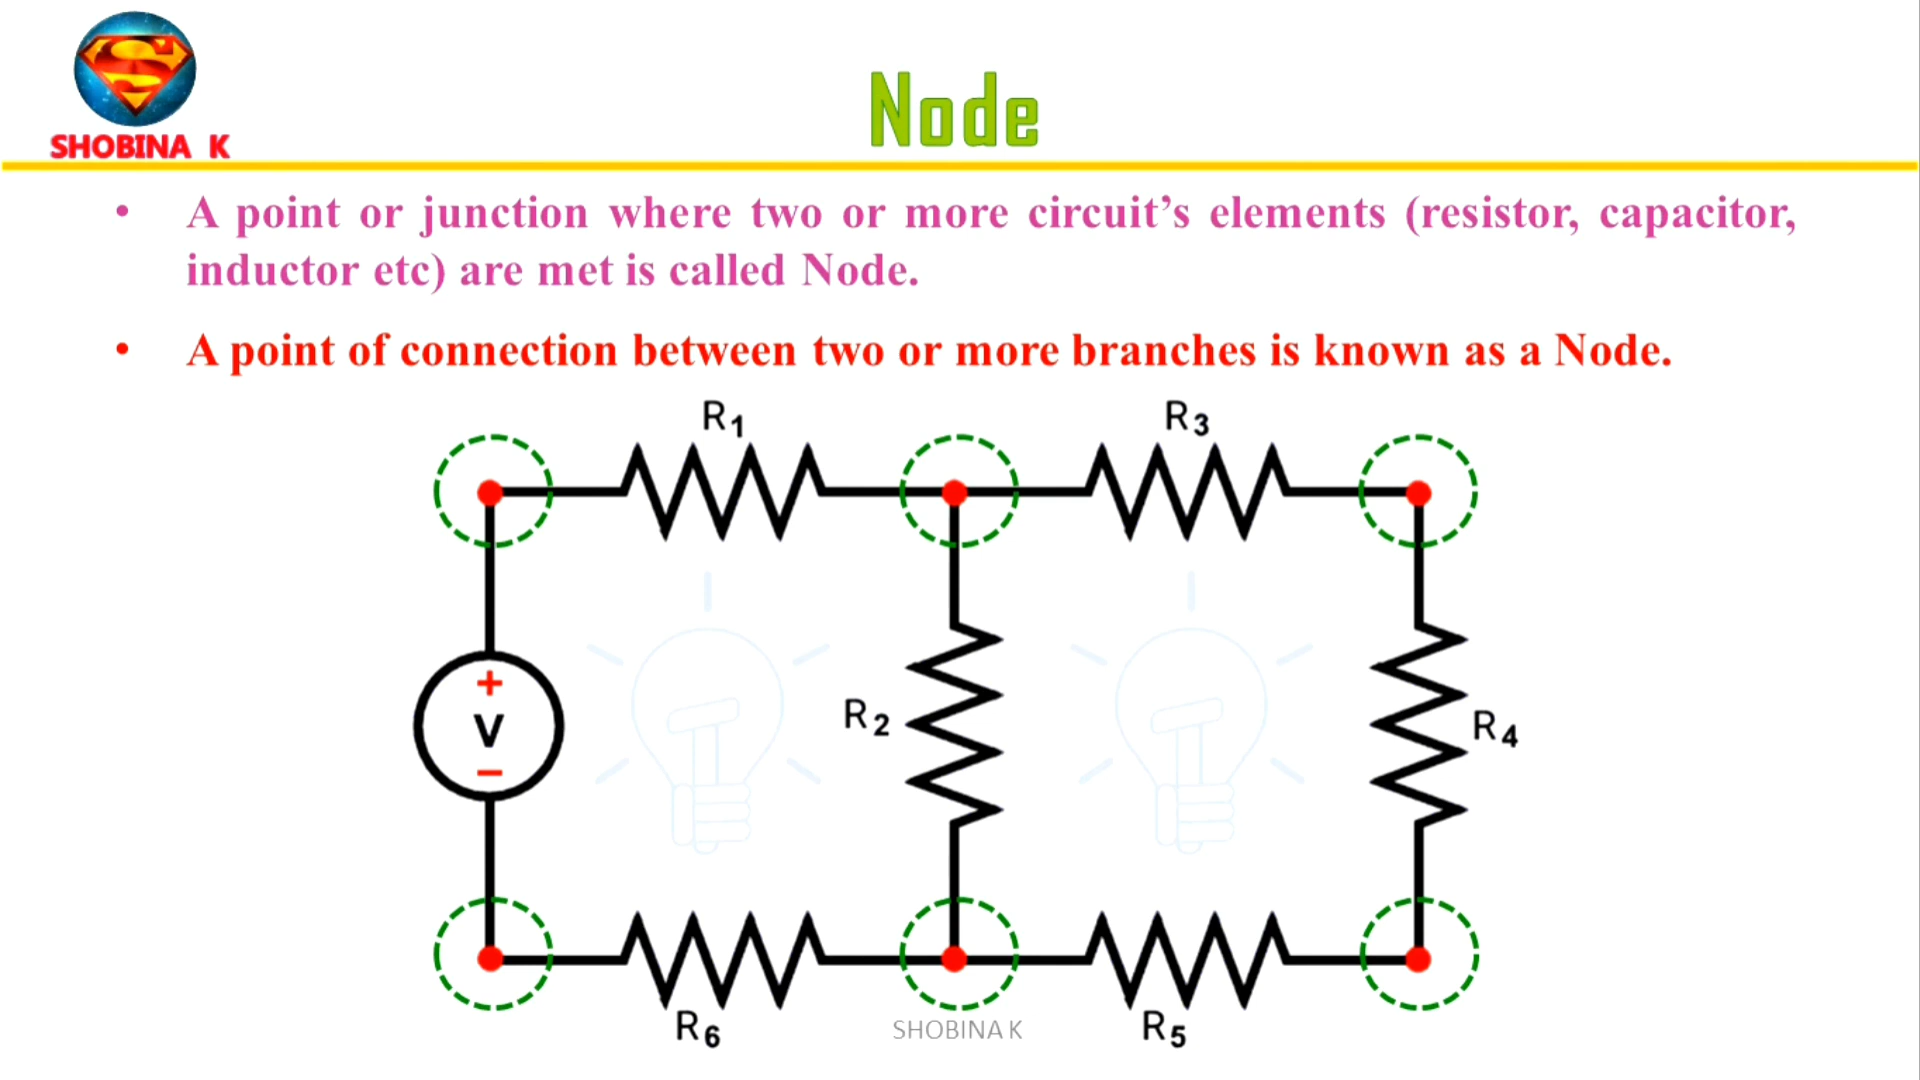 SHOBINA K
Node
• A point or junction where two or more circuit’s elements (resistor, capacitor,
inductor etc) are met is called Node.
• A point of connection between two or more branches is known as a Node.
R1
R3
+
V
−
R2
R4
R6
SHOBINA K
R5